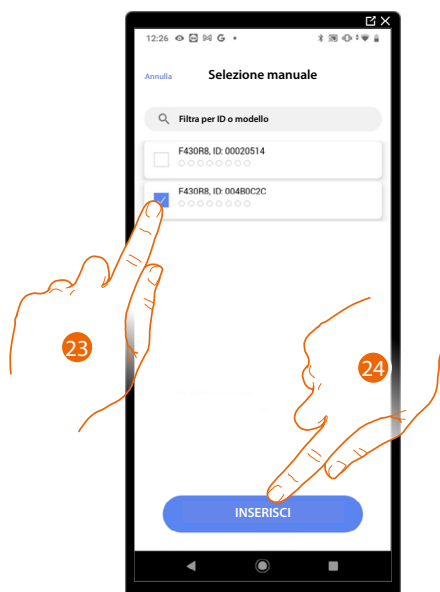 12:26 G
Annulla Selezione manuale
Filtra per ID o modello
F430R8, ID: 00020514
F430R8, ID: 004B0C2C
23
24
INSERISCI